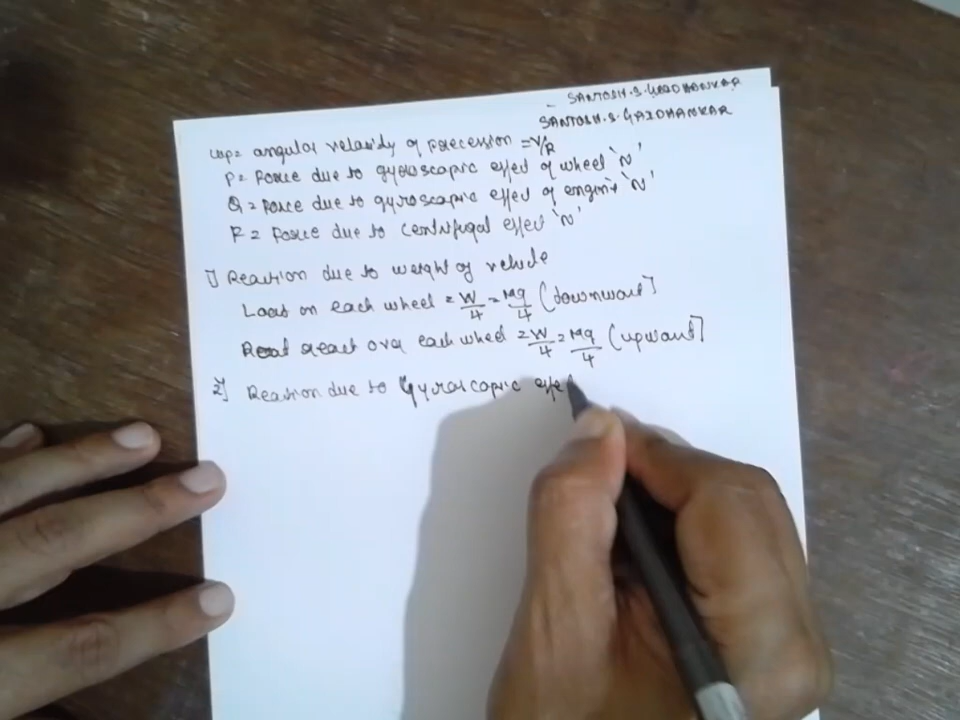 SANTOSH.S.GAIDHANKAR
SANTOSH.S.GAIDHANKAR
ωp= angular velocity of precession = V/R
P= Force due to gyroscopic effect of wheel 'N'
Q= Force due to gyroscopic effect of engine 'N'
F= Force due to centrifugal effect 'N'
1] Reaction due to weight of vehicle
Load on each wheel = W/4 = Mg/4 (downward]
react over each wheel = W/4 = Mg/4 (upward]
2] Reaction due to Gyroscopic effe